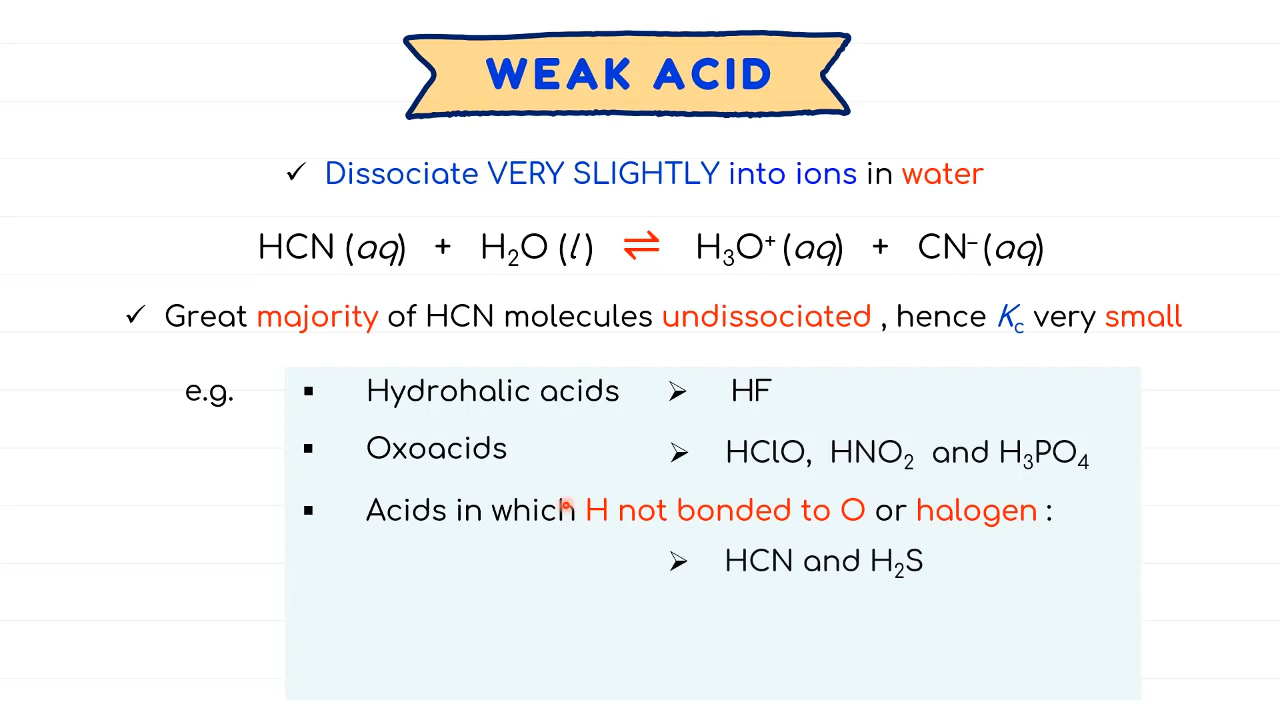 WEAK ACID
✓ Dissociate VERY SLIGHTLY into ions in water
HCN (aq) + H₂O (l) ⇌ H₃O⁺ (aq) + CN⁻ (aq)
✓ Great majority of HCN molecules undissociated , hence K꜀ very small
e.g. ▪ Hydrohalic acids ➢ HF
▪ Oxoacids ➢ HClO, HNO₂ and H₃PO₄
▪ Acids in which H not bonded to O or halogen :
➢ HCN and H₂S